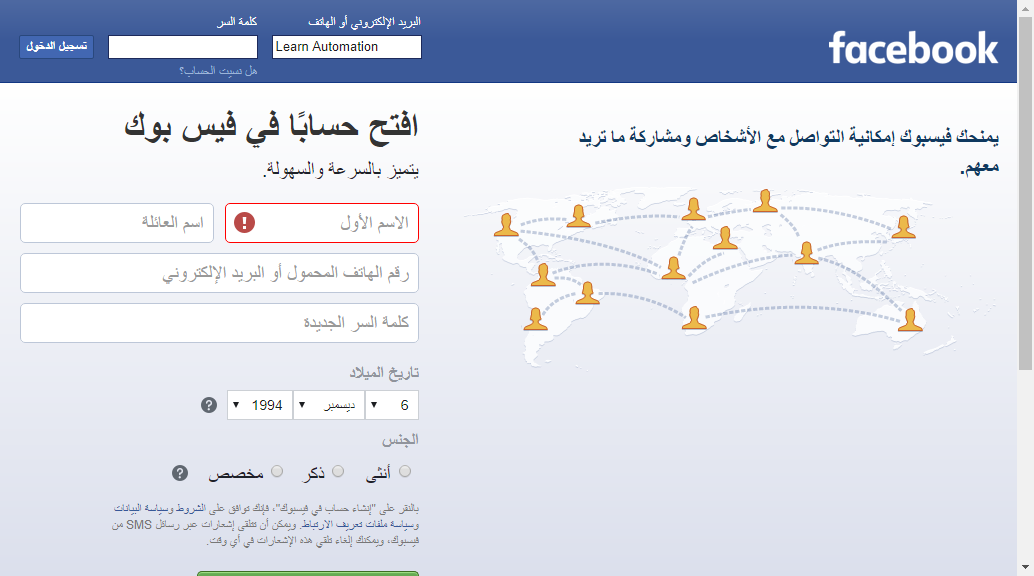 facebook
البريد الإلكتروني أو الهاتف
كلمة السر
Learn Automation
تسجيل الدخول
هل نسيت الحساب؟
يمنحك فيسبوك إمكانية التواصل مع الأشخاص ومشاركة ما تريد
معهم.
افتح حسابًا في فيس بوك
يتميز بالسرعة والسهولة.
الاسم الأول
اسم العائلة
رقم الهاتف المحمول أو البريد الإلكتروني
كلمة السر الجديدة
تاريخ الميلاد
6 ديسمبر 1994
الجنس
أنثى ذكر مخصص
بالنقر على "إنشاء حساب في فيسبوك"، فإنك توافق على الشروط وسياسة البيانات
وسياسة ملفات تعريف الارتباط. ويمكن أن تتلقى إشعارات عبر رسائل SMS من
فيسبوك، ويمكنك إلغاء تلقي هذه الإشعارات في أي وقت.